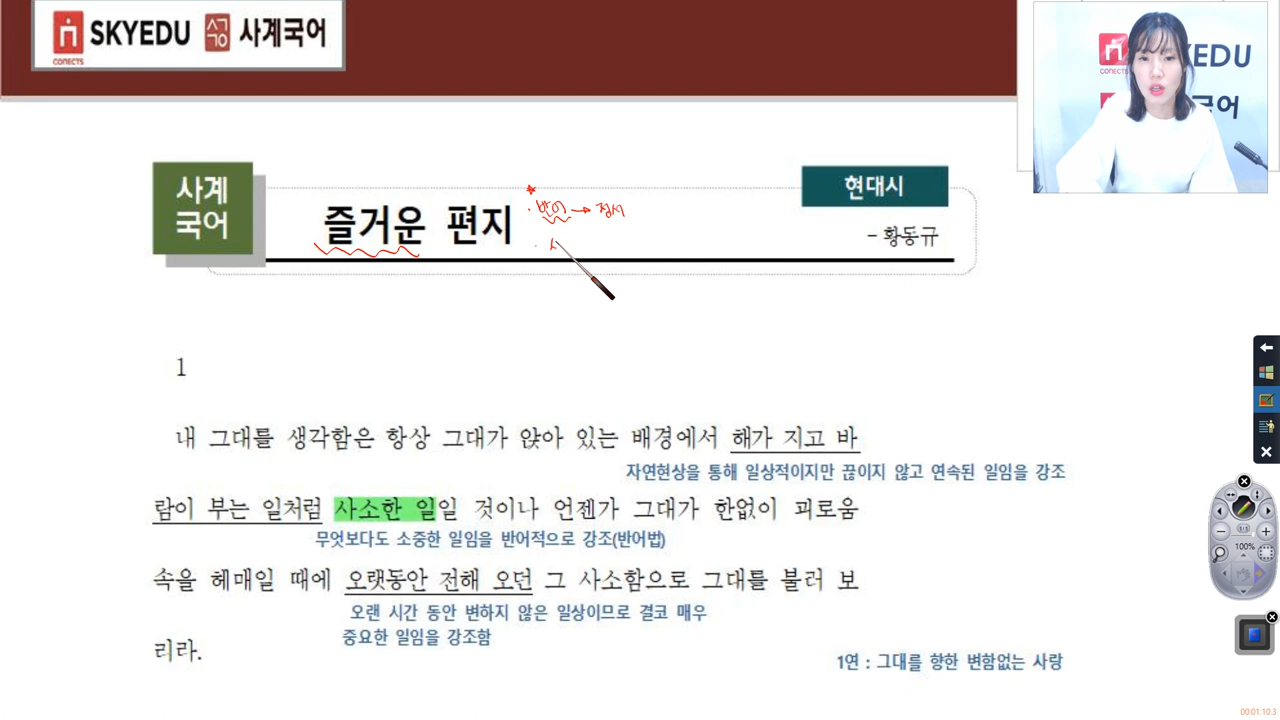 conects SKYEDU 사계국어
SKYEDU
conects
국어
사계
국어
즐거운 편지
반어 → 정서
현대시
- 황동규
1
내 그대를 생각함은 항상 그대가 앉아 있는 배경에서 해가 지고 바
자연현상을 통해 일상적이지만 끊이지 않고 연속된 일임을 강조
람이 부는 일처럼 사소한 일일 것이나 언젠가 그대가 한없이 괴로움
무엇보다도 소중한 일임을 반어적으로 강조(반어법)
속을 헤매일 때에 오랫동안 전해 오던 그 사소함으로 그대를 불러 보
오랜 시간 동안 변하지 않은 일상이므로 결코 매우
중요한 일임을 강조함
리라.
1연 : 그대를 향한 변함없는 사랑
100%
00:01:10.3